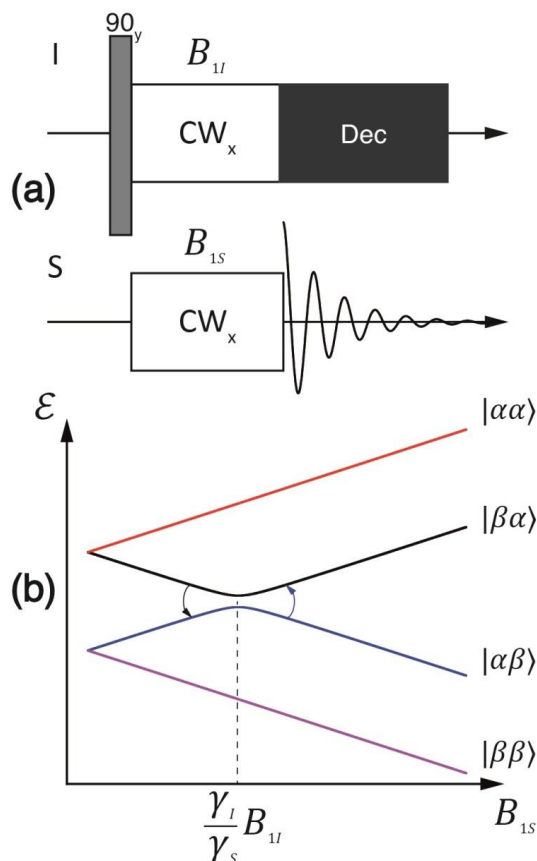 90y
I
B₁I
CWₓ
Dec
(a)
S
B₁S
CWₓ
ℰ
|αα⟩
|βα⟩
(b)
|αβ⟩
|ββ⟩
γI/γS B₁I
B₁S